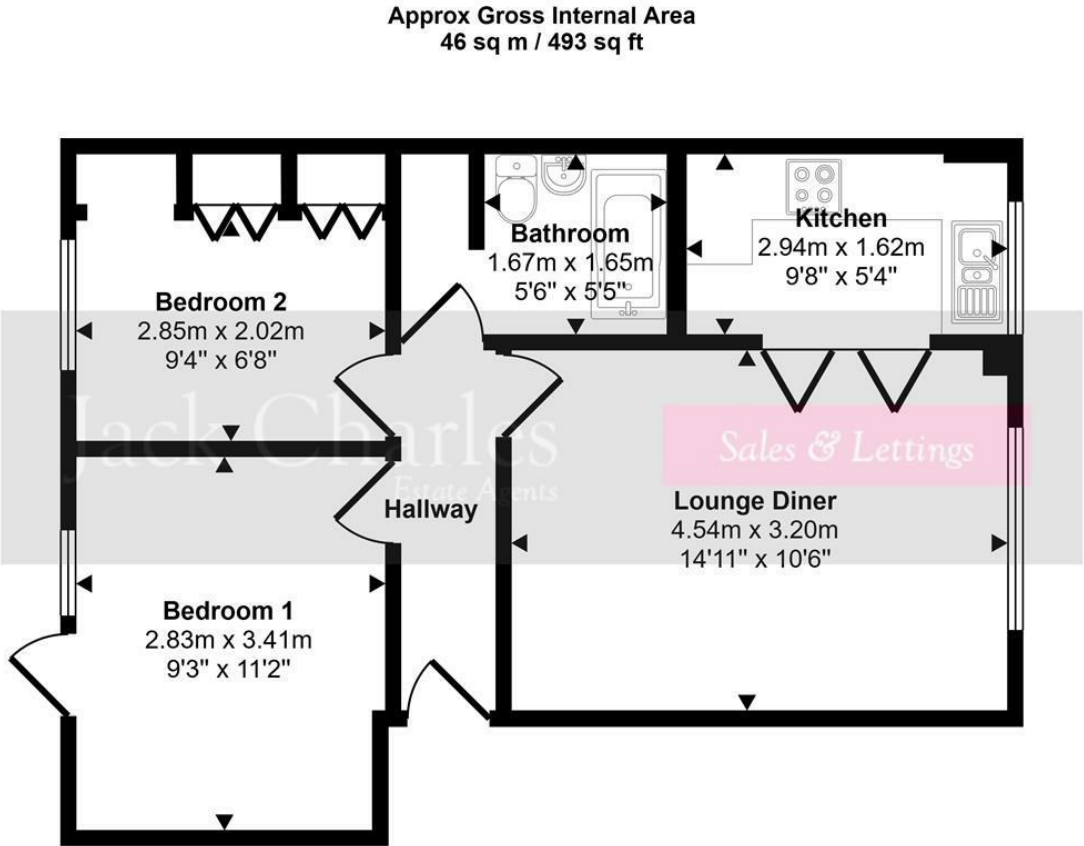 Approx Gross Internal Area
46 sq m / 493 sq ft
Bathroom
1.67m x 1.65m
5'6" x 5'5"
Kitchen
2.94m x 1.62m
9'8" x 5'4"
Bedroom 2
2.85m x 2.02m
9'4" x 6'8"
Jack Charles
Estate Agents
Sales & Lettings
Hallway
Lounge Diner
4.54m x 3.20m
14'11" x 10'6"
Bedroom 1
2.83m x 3.41m
9'3" x 11'2"